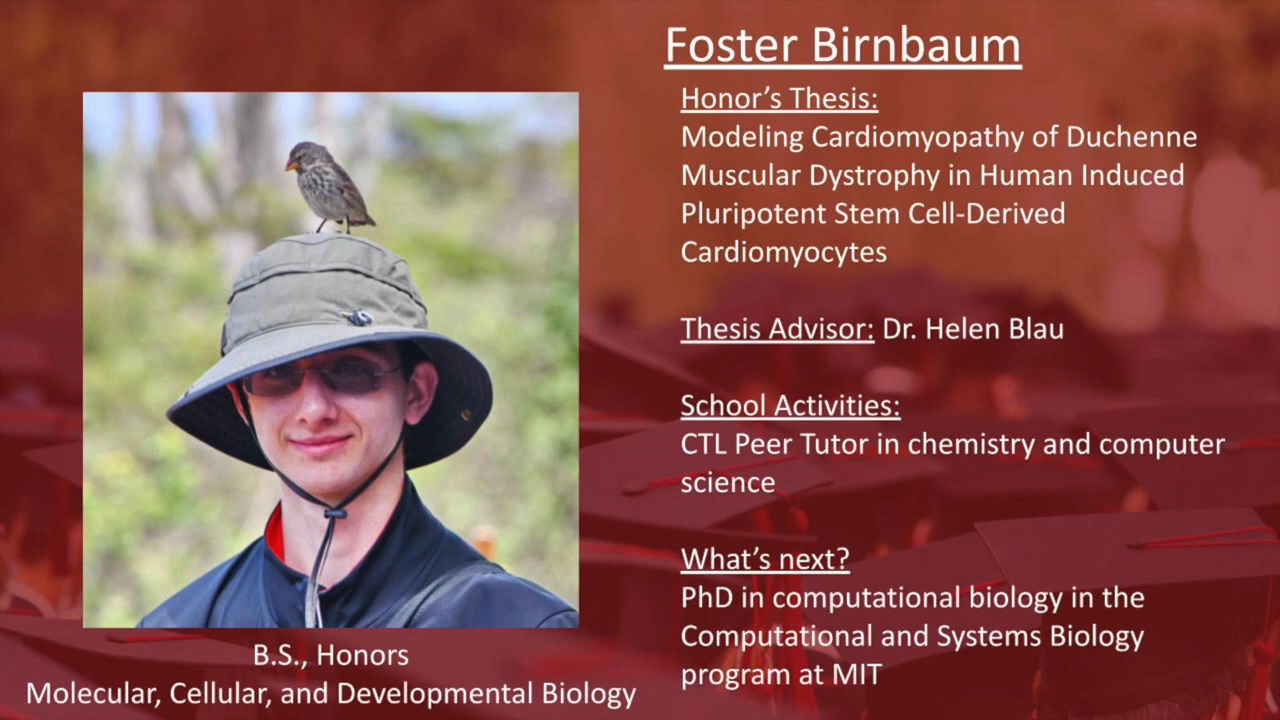 Foster Birnbaum
Honor's Thesis:
Modeling Cardiomyopathy of Duchenne
Muscular Dystrophy in Human Induced
Pluripotent Stem Cell-Derived
Cardiomyocytes
Thesis Advisor: Dr. Helen Blau
School Activities:
CTL Peer Tutor in chemistry and computer
science
What's next?
PhD in computational biology in the
Computational and Systems Biology
program at MIT
B.S., Honors
Molecular, Cellular, and Developmental Biology